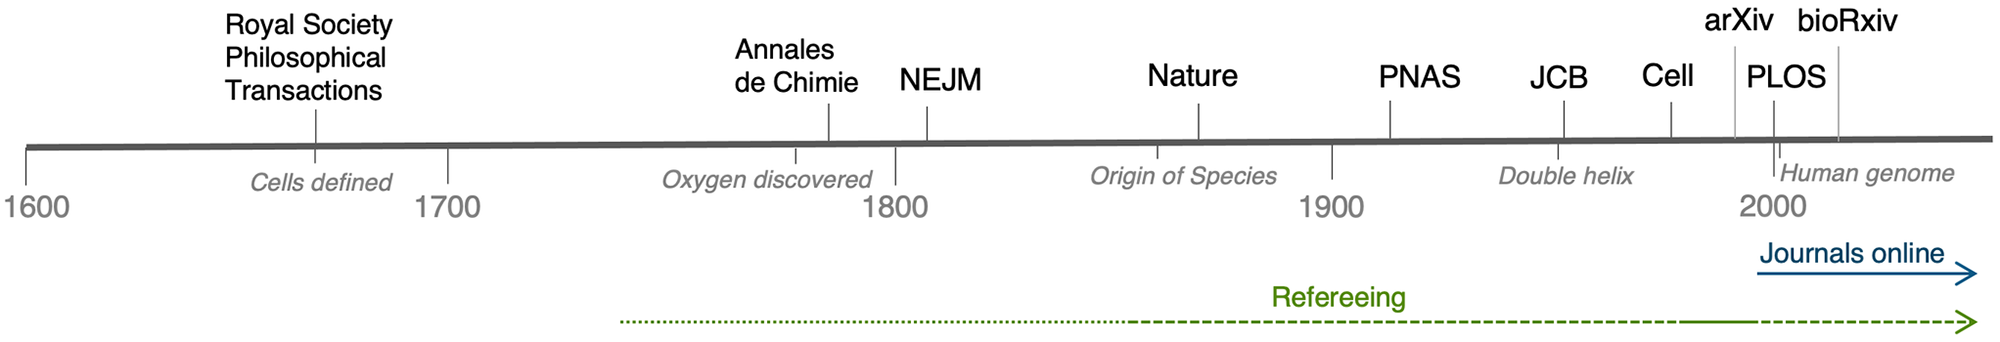 Royal Society
Philosophical
Transactions
Annales
de Chimie
NEJM
Nature
PNAS
JCB
Cell
arXiv
PLOS
bioRxiv
Cells defined
Oxygen discovered
Origin of Species
Double helix
Human genome
1600
1700
1800
1900
2000
Journals online
Refereeing